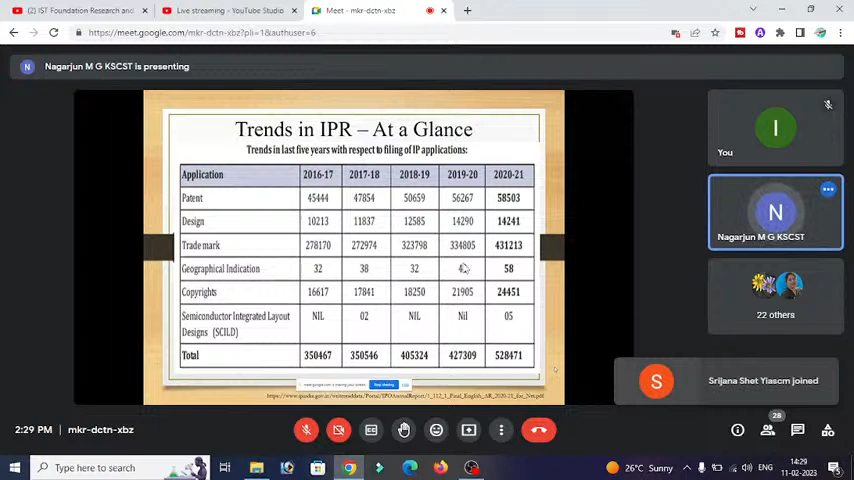 (2) IST Foundation Research and
Live streaming - YouTube Studio
Meet - mkr-dctn-xbz
https://meet.google.com/mkr-dctn-xbz?pli=1&authuser=6
N Nagarjun M G KSCST is presenting
Trends in IPR – At a Glance
Trends in last five years with respect to filing of IP applications:
Application 2016-17 2017-18 2018-19 2019-20 2020-21
Patent 45444 47854 50659 56267 58503
Design 10213 11837 12585 14290 14241
Trade mark 278170 272974 323798 334805 431213
Geographical Indication 32 38 32 4 58
Copyrights 16617 17841 18250 21905 24451
Semiconductor Integrated Layout Designs (SCILD) NIL 02 NIL Nil 05
Total 350467 350546 405324 427309 528471
Stop sharing
I
You
N
Nagarjun M G KSCST
22 others
S Srijana Shet Yiascm joined
2:29 PM mkr-dctn-xbz
28
Type here to search
26°C Sunny
ENG
14:29
11-02-2023